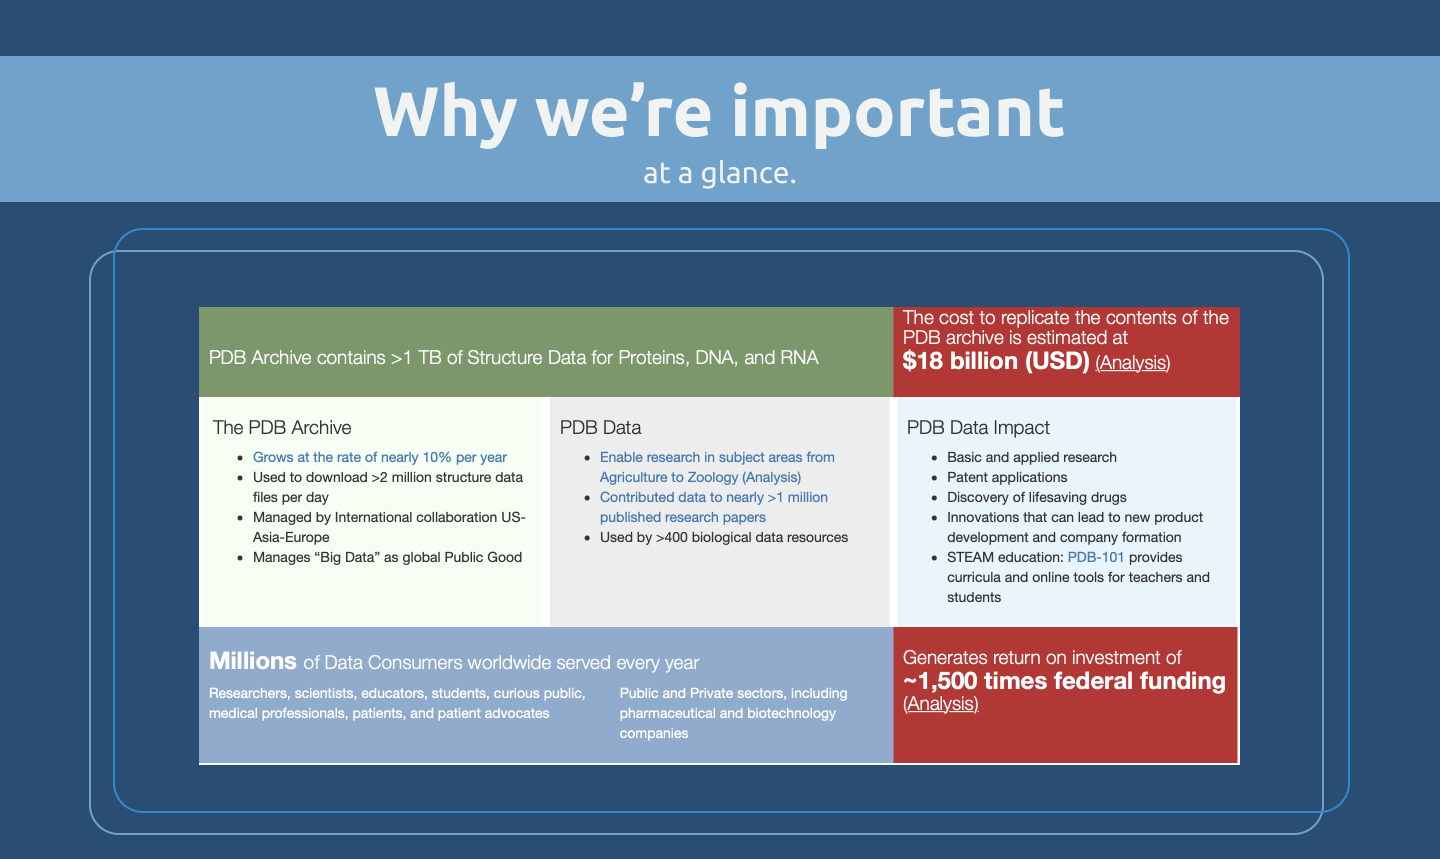 Why we’re important
at a glance.
PDB Archive contains >1 TB of Structure Data for Proteins, DNA, and RNA
The cost to replicate the contents of the
PDB archive is estimated at
$18 billion (USD) (Analysis)
The PDB Archive
• Grows at the rate of nearly 10% per year
• Used to download >2 million structure data
files per day
• Managed by International collaboration US-
Asia-Europe
• Manages “Big Data” as global Public Good
PDB Data
• Enable research in subject areas from
Agriculture to Zoology (Analysis)
• Contributed data to nearly >1 million
published research papers
• Used by >400 biological data resources
PDB Data Impact
• Basic and applied research
• Patent applications
• Discovery of lifesaving drugs
• Innovations that can lead to new product
development and company formation
• STEAM education: PDB-101 provides
curricula and online tools for teachers and
students
Millions of Data Consumers worldwide served every year
Researchers, scientists, educators, students, curious public,
medical professionals, patients, and patient advocates
Public and Private sectors, including
pharmaceutical and biotechnology
companies
Generates return on investment of
~1,500 times federal funding
(Analysis)